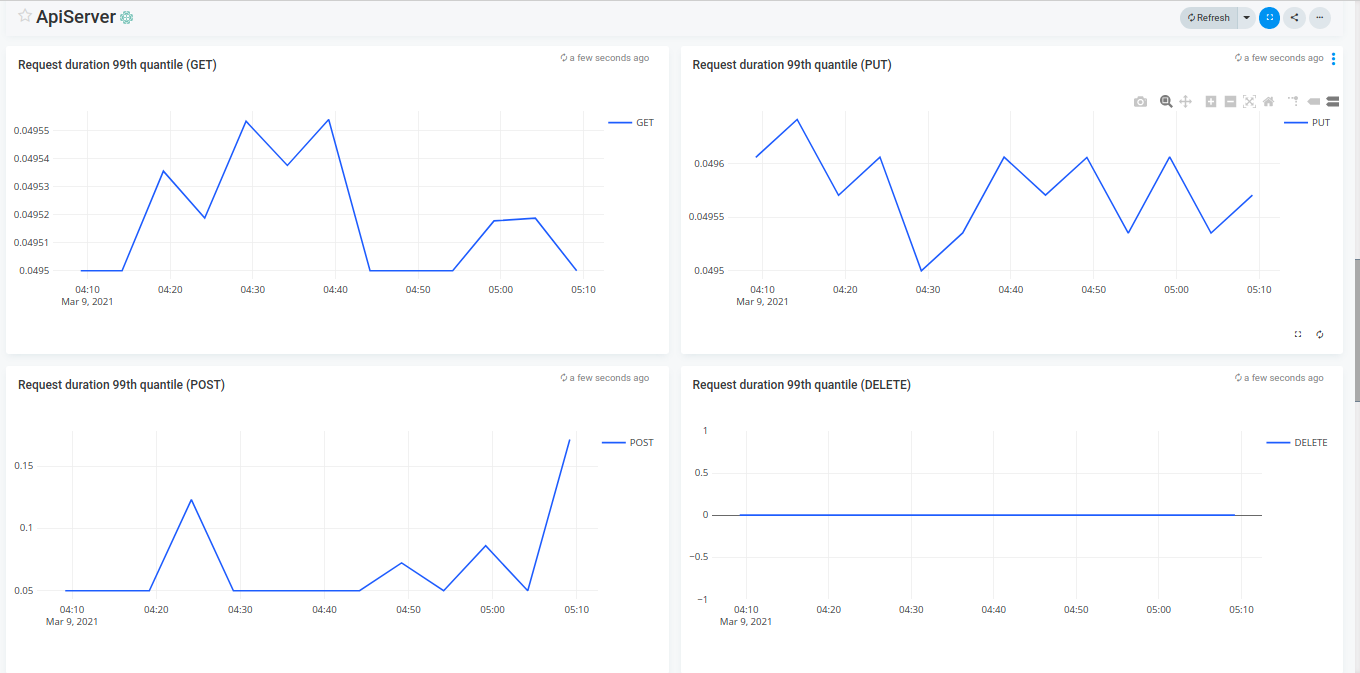 ApiServer
Refresh
Request duration 99th quantile (GET)
a few seconds ago
0.04955
0.04954
0.04953
0.04952
0.04951
0.0495
04:10
04:20
04:30
04:40
04:50
05:00
05:10
Mar 9, 2021
GET
Request duration 99th quantile (PUT)
a few seconds ago
0.0496
0.04955
0.0495
04:10
04:20
04:30
04:40
04:50
05:00
05:10
Mar 9, 2021
PUT
Request duration 99th quantile (POST)
a few seconds ago
0.15
0.1
0.05
04:10
04:20
04:30
04:40
04:50
05:00
05:10
Mar 9, 2021
POST
Request duration 99th quantile (DELETE)
a few seconds ago
1
0.5
0
−0.5
−1
04:10
04:20
04:30
04:40
04:50
05:00
05:10
Mar 9, 2021
DELETE